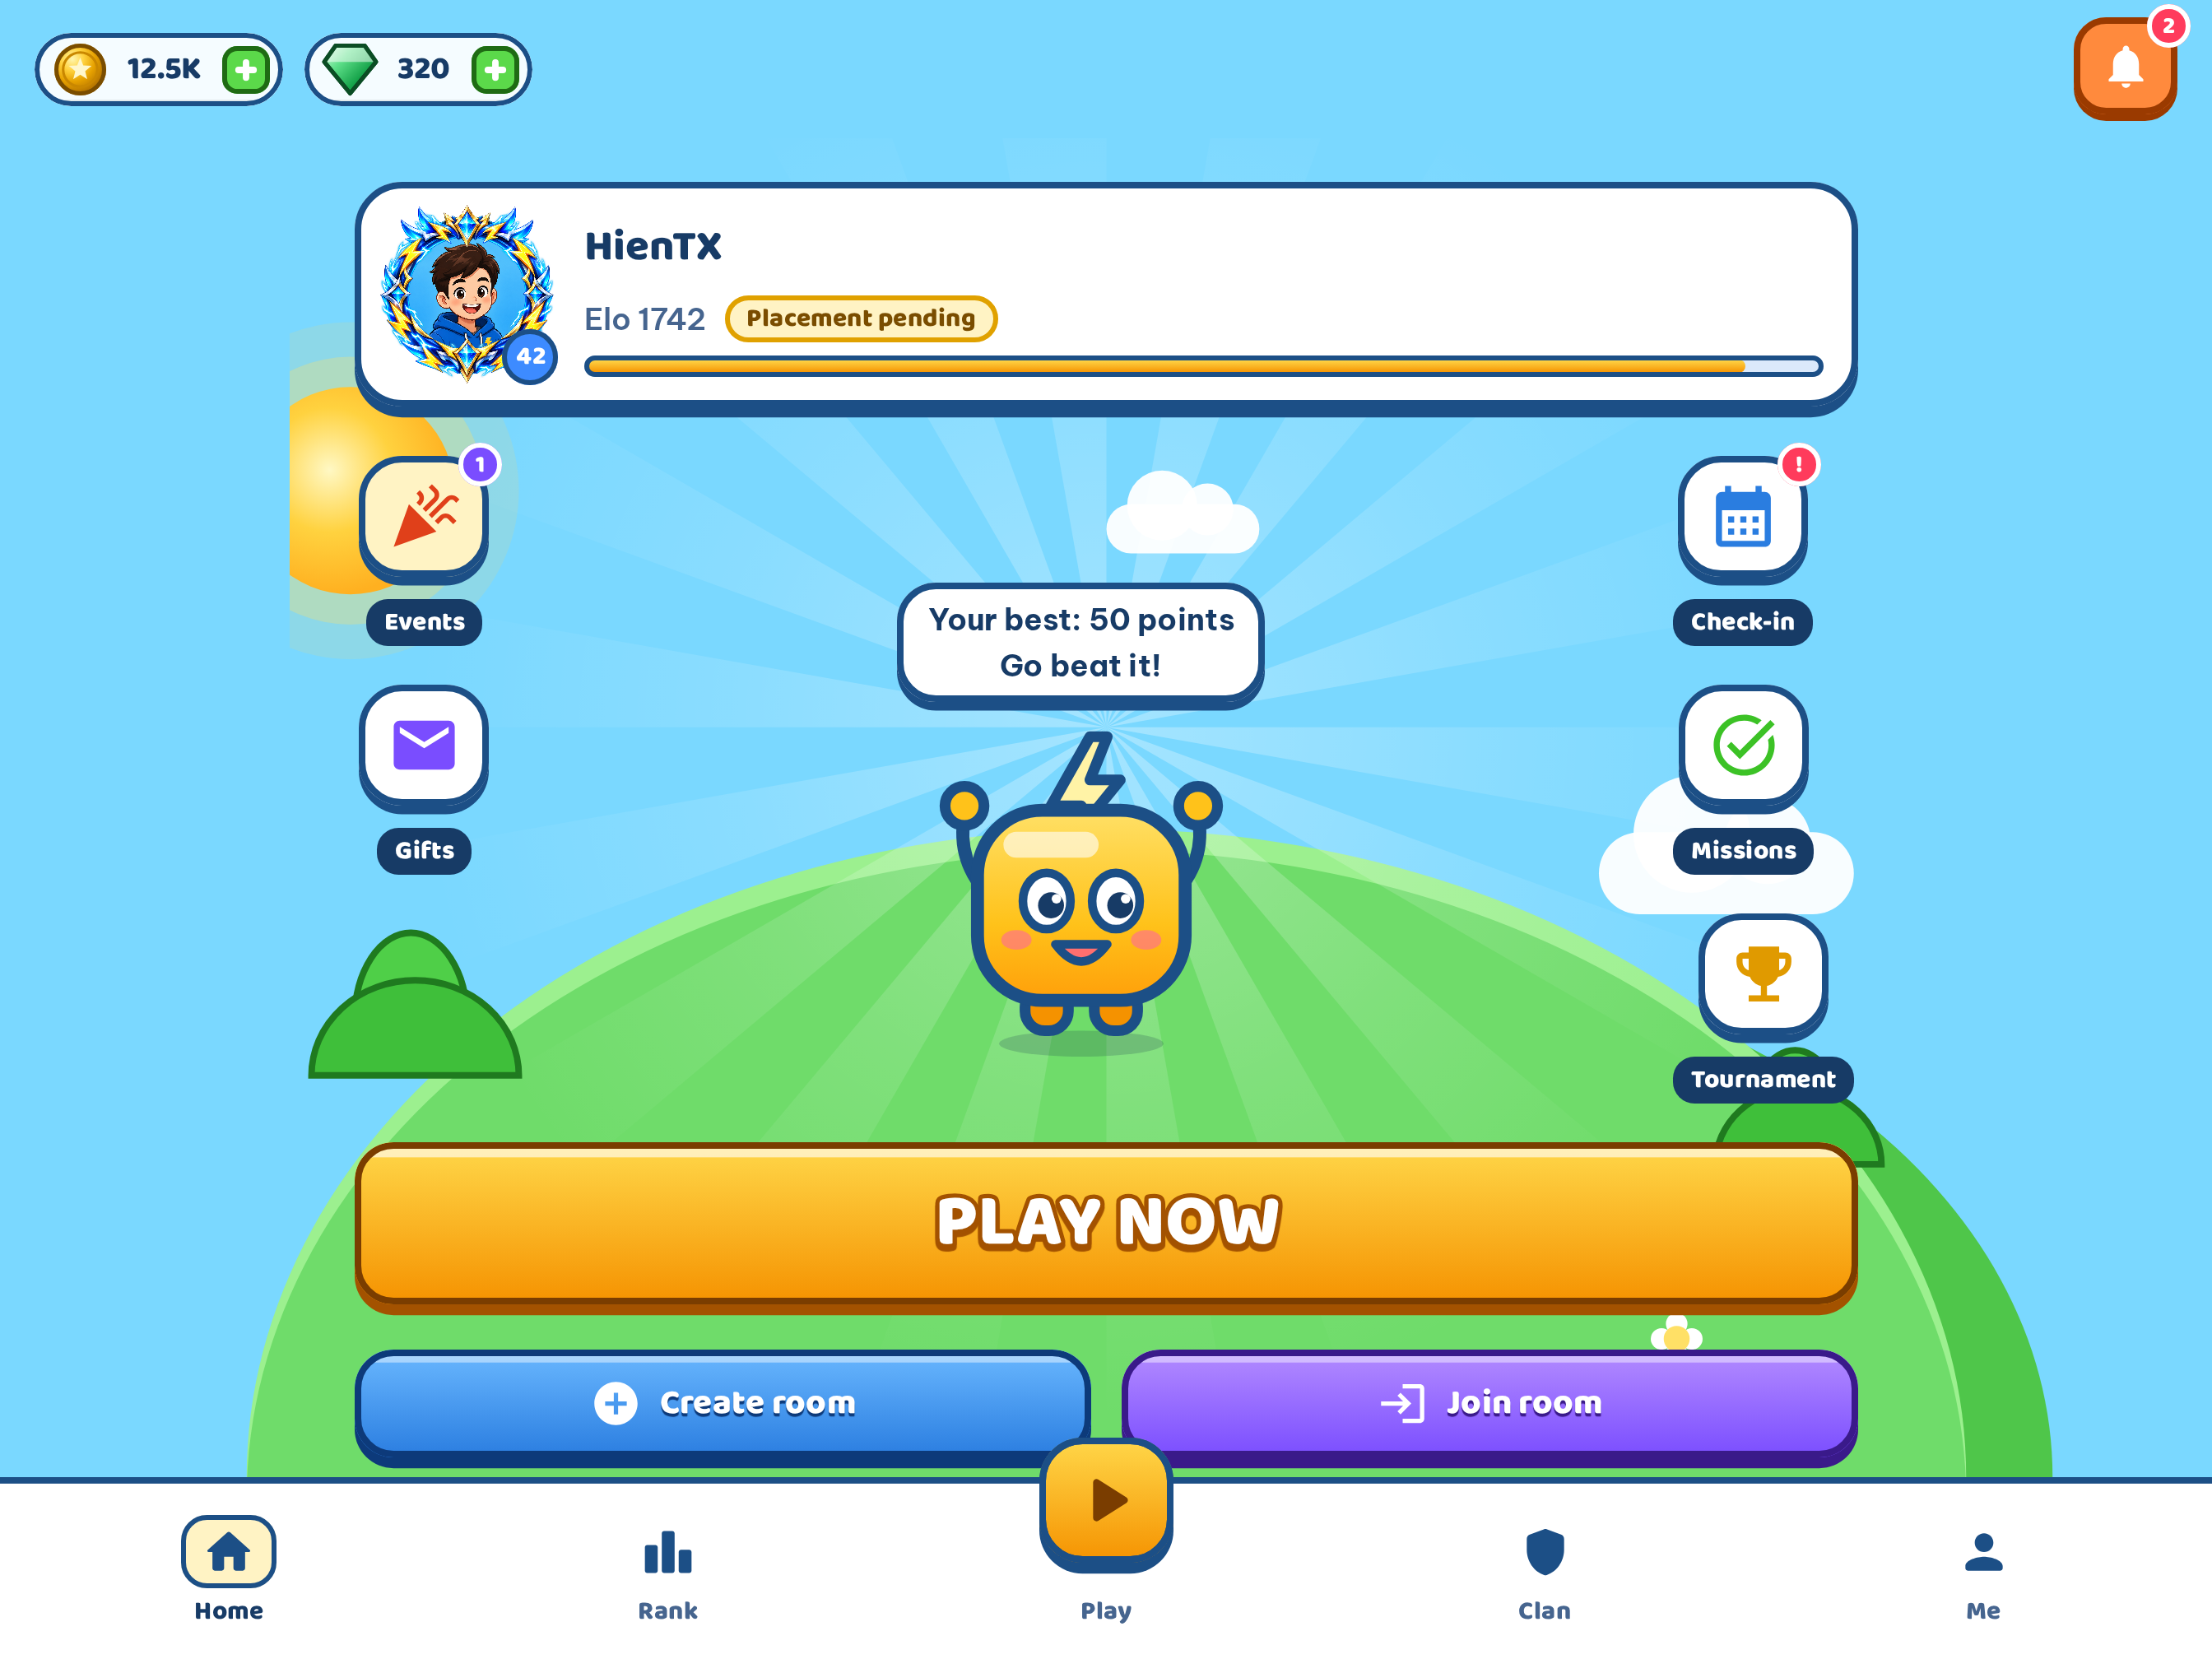 12.5K
320
2
HienTX
Elo 1742
Placement pending
42
1
!
Events
Check-in
Your best: 50 points
Go beat it!
Gifts
Missions
Tournament
PLAY NOW
Create room
Join room
Home
Rank
Play
Clan
Me